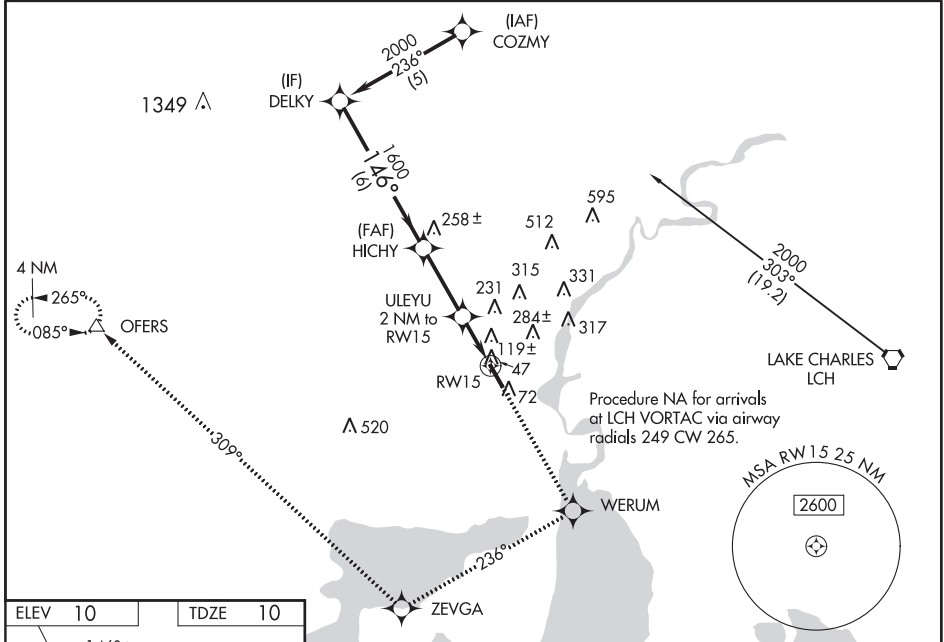 (IAF)
COZMY
2000
236°
(5)
(IF)
DELKY
1349
1600
146°
(6)
595
512
258 ±
(FAF)
HICHY
2000
303°
(19.2)
4 NM
265°
085°
OFERS
315
331
231
ULEYU
2 NM to
RW15
284±
317
119±
47
RW15
72
LAKE CHARLES
LCH
Procedure NA for arrivals
at LCH VORTAC via airway
radials 249 CW 265.
520
309°
MSA RW15 25 NM
2600
WERUM
236°
ZEVGA
ELEV 10
TDZE 10